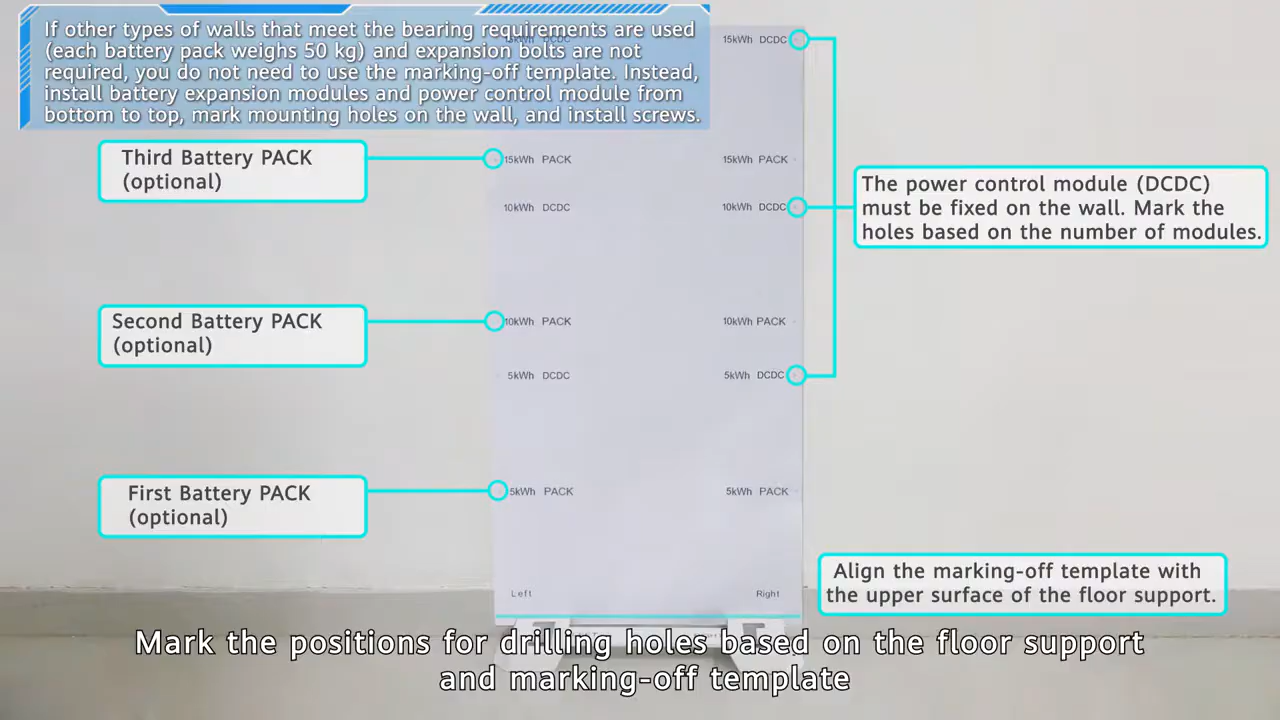 If other types of walls that meet the bearing requirements are used
(each battery pack weighs 50 kg) and expansion bolts are not
required, you do not need to use the marking-off template. Instead,
install battery expansion modules and power control module from
bottom to top, mark mounting holes on the wall, and install screws.
15kWh DCDC
15kWh DCDC
Third Battery PACK
(optional)
15kWh PACK
15kWh PACK
The power control module (DCDC)
must be fixed on the wall. Mark the
holes based on the number of modules.
10kWh DCDC
10kWh DCDC
Second Battery PACK
(optional)
10kWh PACK
10kWh PACK
5kWh DCDC
5kWh DCDC
First Battery PACK
(optional)
5kWh PACK
5kWh PACK
Align the marking-off template with
the upper surface of the floor support.
Left
Right
Mark the positions for drilling holes based on the floor support
and marking-off template